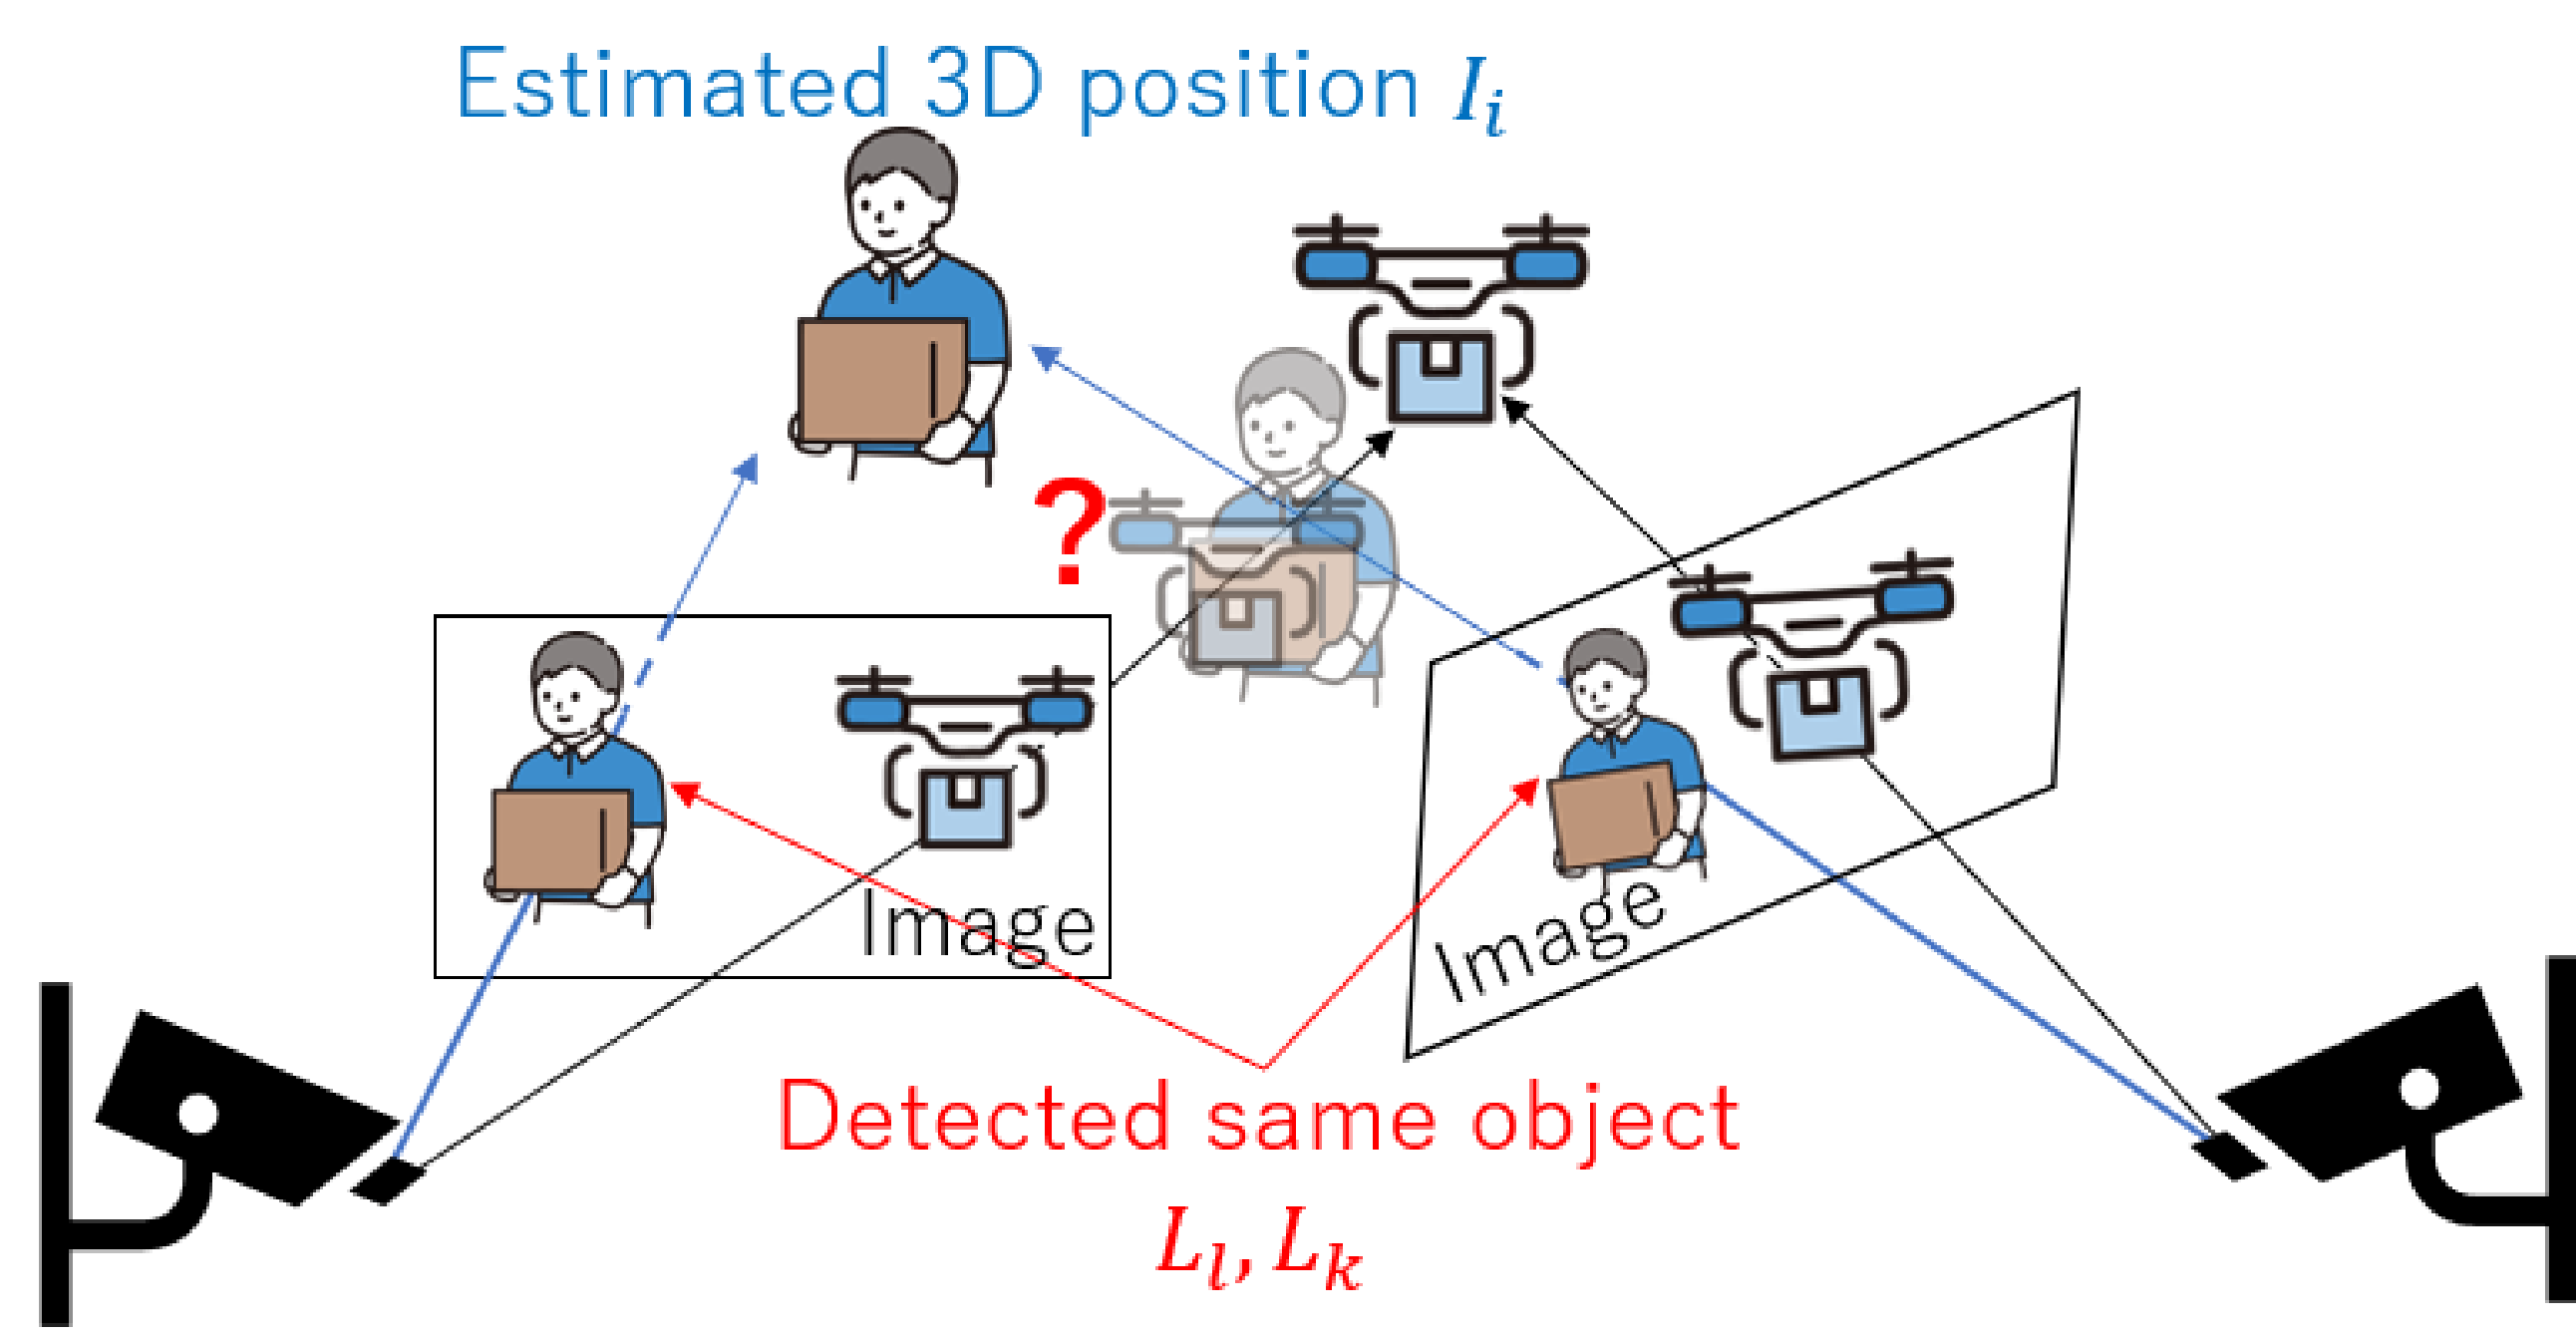 Estimated 3D position I_i
?
Image
Image
Detected same object
L_l, L_k